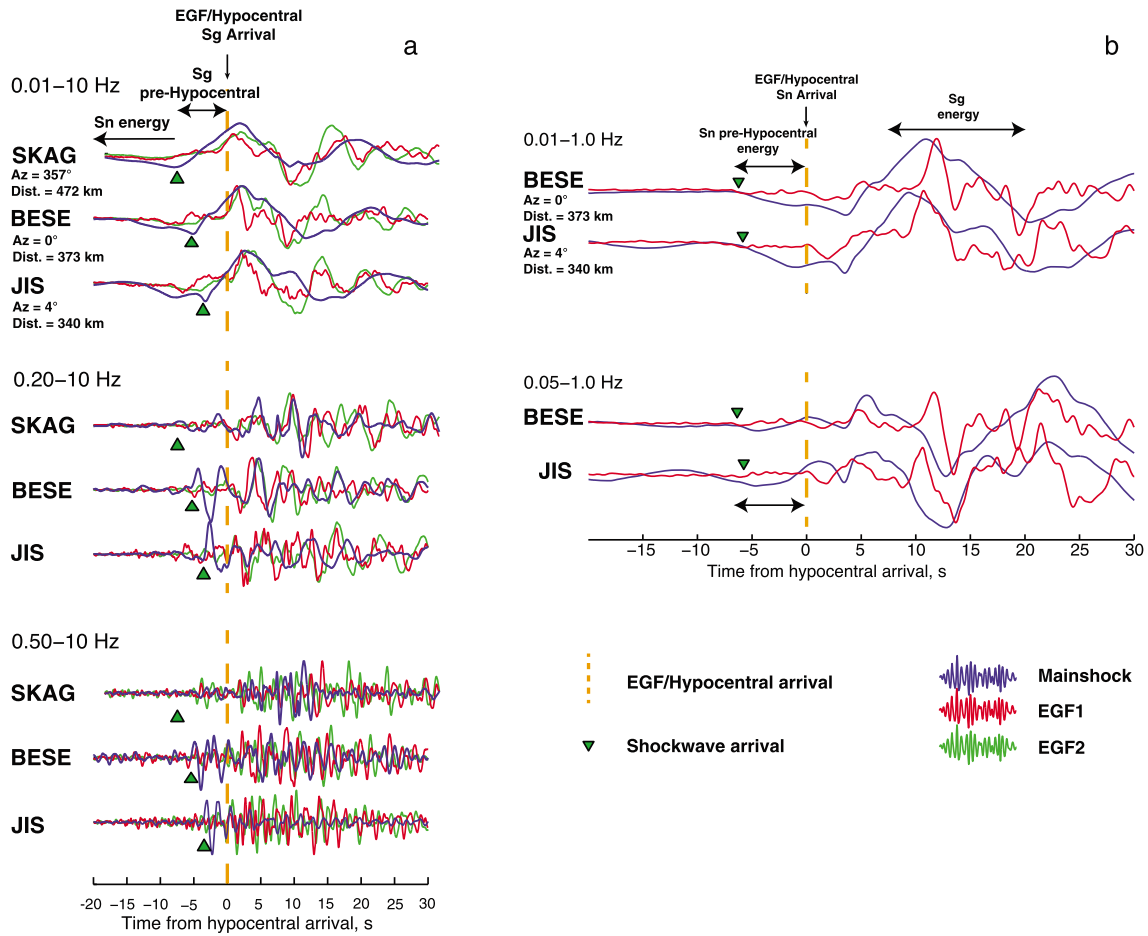 a
EGF/Hypocentral
Sg Arrival
0.01–10 Hz
Sg
pre-Hypocentral
Sn energy
SKAG
Az = 357°
Dist. = 472 km
BESE
Az = 0°
Dist. = 373 km
JIS
Az = 4°
Dist. = 340 km
0.20–10 Hz
SKAG
BESE
JIS
0.50–10 Hz
SKAG
BESE
JIS
-20 -15 -10 -5 0 5 10 15 20 25 30
Time from hypocentral arrival, s
b
EGF/Hypocentral
Sn Arrival
Sg
energy
Sn pre-Hypocentral
energy
0.01–1.0 Hz
BESE
Az = 0°
Dist. = 373 km
JIS
Az = 4°
Dist. = 340 km
0.05–1.0 Hz
BESE
JIS
−15 −10 −5 0 5 10 15 20 25 30
Time from hypocentral arrival, s
EGF/Hypocentral arrival
Shockwave arrival
Mainshock
EGF1
EGF2